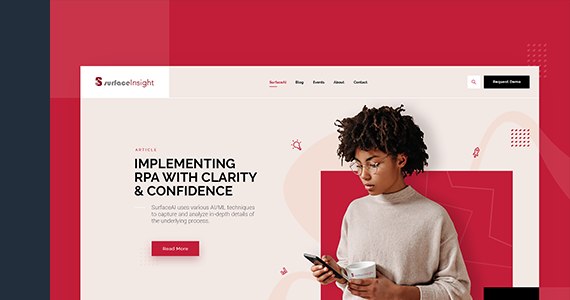 surfaceInsight
SurfaceAI Blog Events About Contact
Request Demo
ARTICLE
IMPLEMENTING
RPA WITH CLARITY
& CONFIDENCE
SurfaceAI uses various AI/ML techniques
to capture and analyze in-depth details of
the underlying process.
Read More